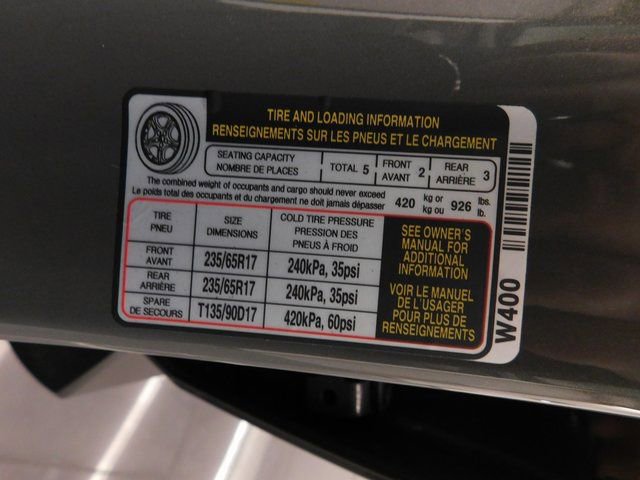 TIRE AND LOADING INFORMATION
RENSEIGNEMENTS SUR LES PNEUS ET LE CHARGEMENT
SEATING CAPACITY
NOMBRE DE PLACES
TOTAL 5
FRONT
AVANT 2
REAR
ARRIÈRE 3
The combined weight of occupants and cargo should never exceed
Le poids total des occupants et du chargement ne doit jamais dépasser
420 kg or
kg ou
926 lbs.
lb.
TIRE
PNEU
SIZE
DIMENSIONS
COLD TIRE PRESSURE
PRESSION DES
PNEUS À FROID
FRONT
AVANT
235/65R17
240kPa, 35psi
REAR
ARRIÈRE
235/65R17
240kPa, 35psi
SPARE
DE SECOURS
T135/90D17
420kPa, 60psi
SEE OWNER'S
MANUAL FOR
ADDITIONAL
INFORMATION
VOIR LE MANUEL
DE L'USAGER
POUR PLUS DE
RENSEIGNEMENTS
W400